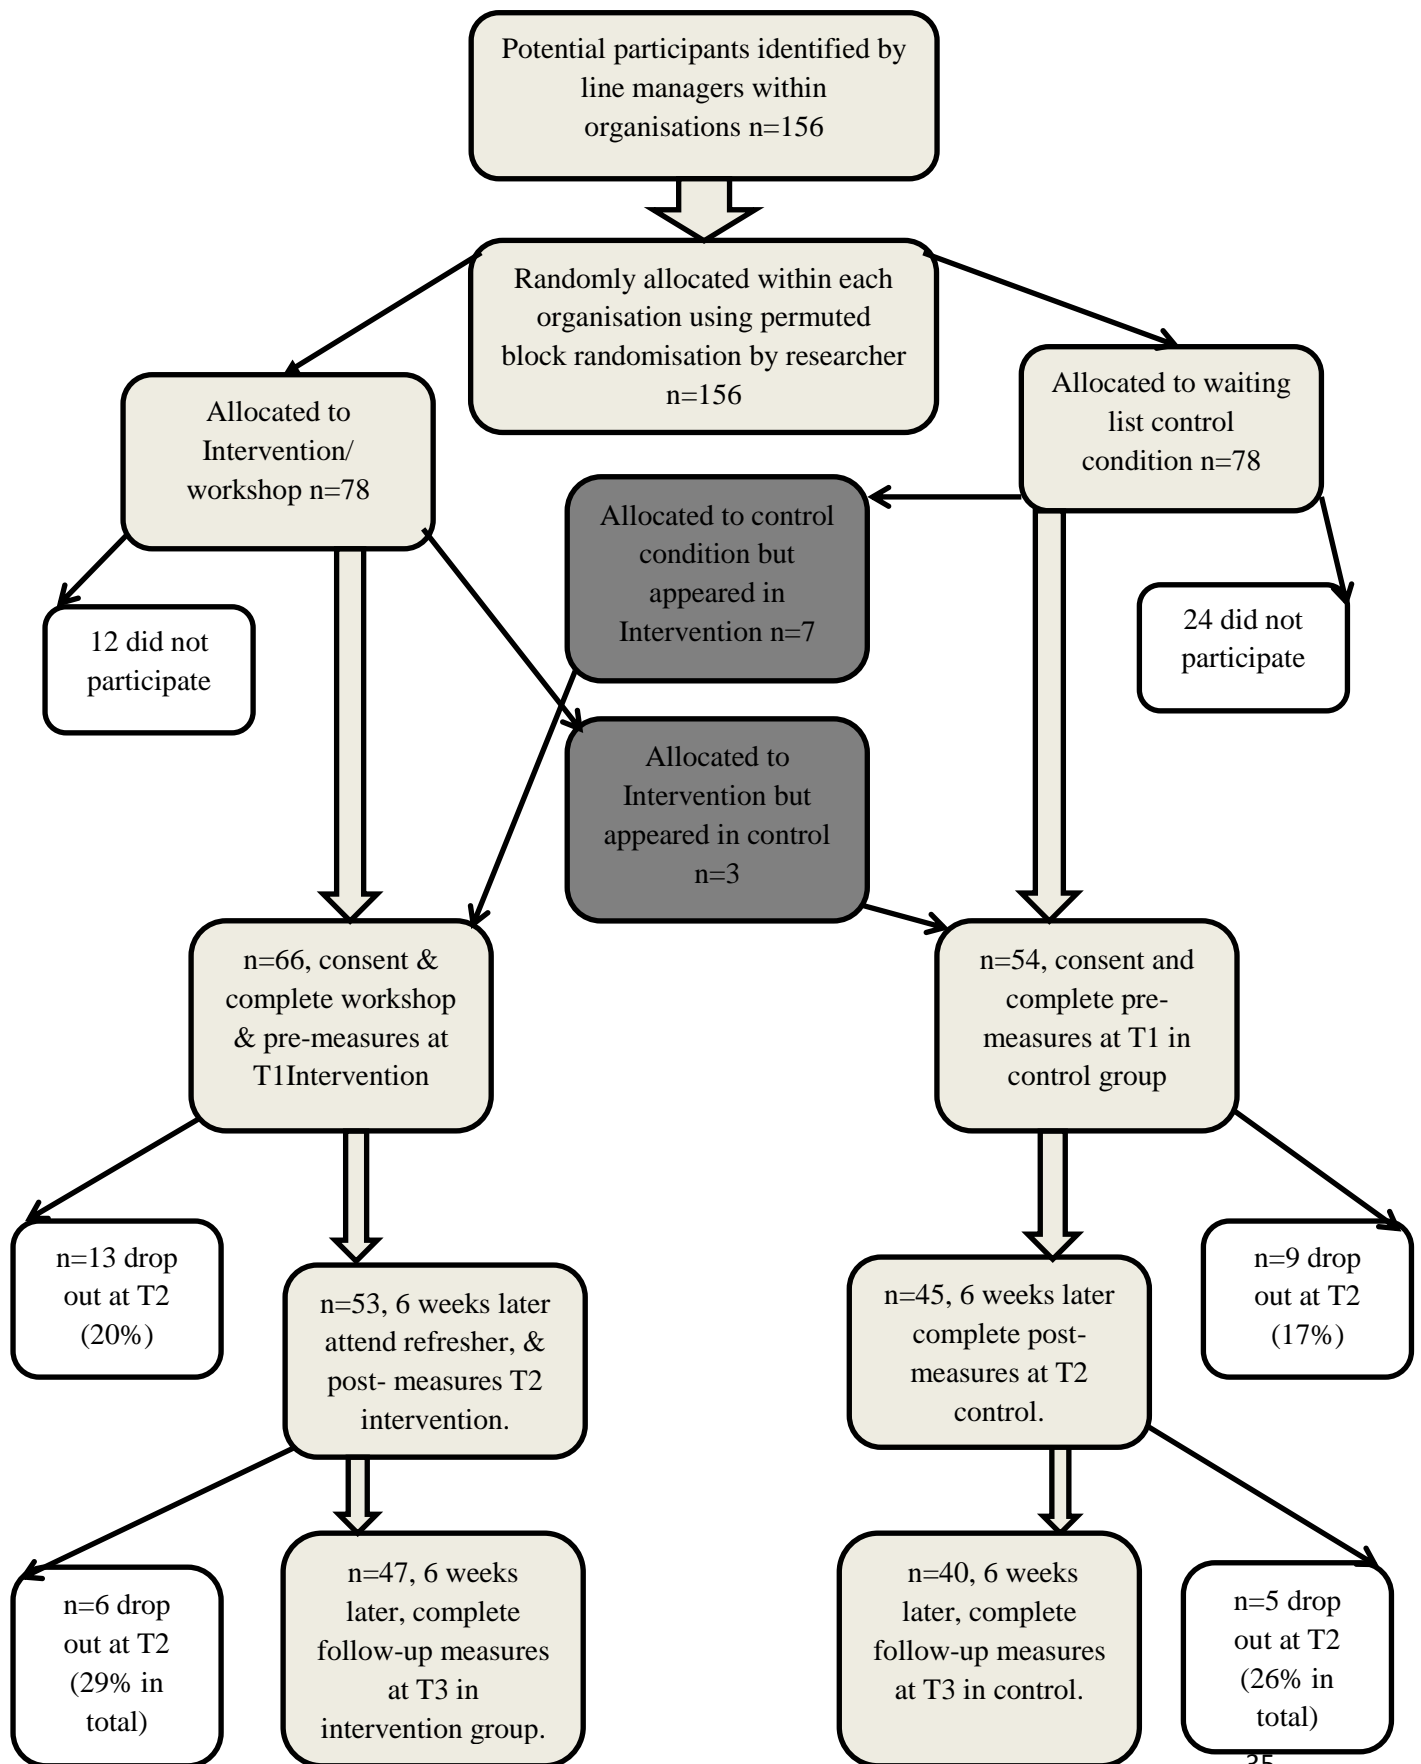 Potential participants identified by
line managers within
organisations n=156
Randomly allocated within each
organisation using permuted
block randomisation by researcher
n=156
Allocated to
Intervention/
workshop n=78
Allocated to waiting
list control
condition n=78
Allocated to control
condition but
appeared in
Intervention n=7
12 did not
participate
24 did not
participate
Allocated to
Intervention but
appeared in control
n=3
n=66, consent &
complete workshop
& pre-measures at
T1Intervention
n=54, consent and
complete pre-
measures at T1 in
control group
n=13 drop
out at T2
(20%)
n=53, 6 weeks later
attend refresher, &
post- measures T2
intervention.
n=45, 6 weeks later
complete post-
measures at T2
control.
n=9 drop
out at T2
(17%)
n=6 drop
out at T2
(29% in
total)
n=47, 6 weeks
later, complete
follow-up measures
at T3 in
intervention group.
n=40, 6 weeks
later, complete
follow-up measures
at T3 in control.
n=5 drop
out at T2
(26% in
total)